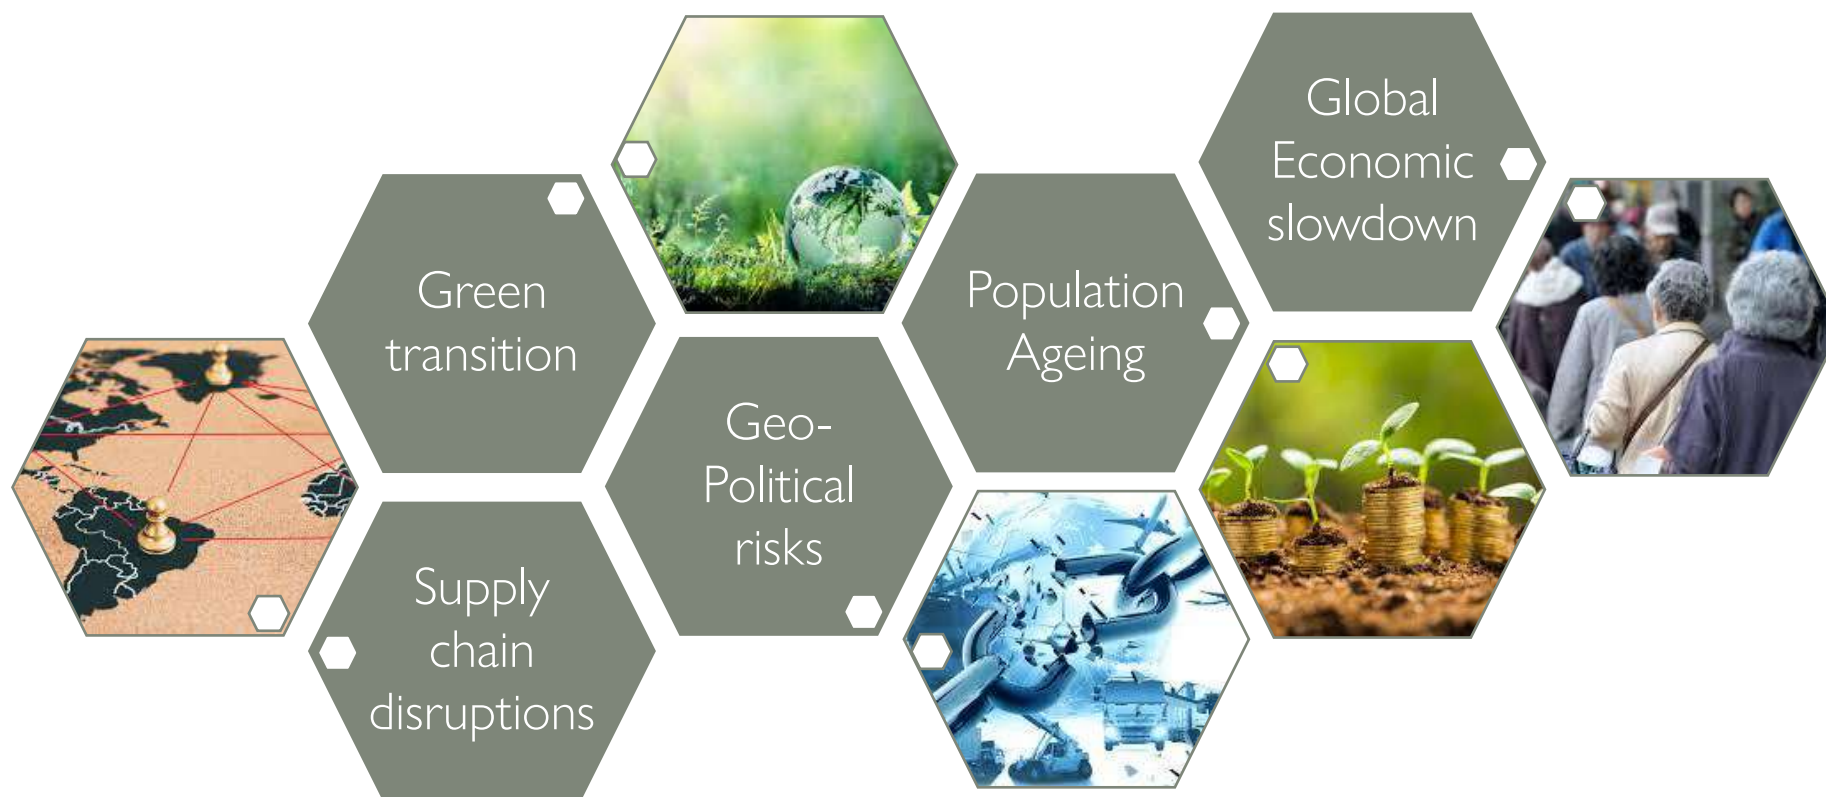 Green
transition
Supply
chain
disruptions
Geo-
Political
risks
Population
Ageing
Global
Economic
slowdown